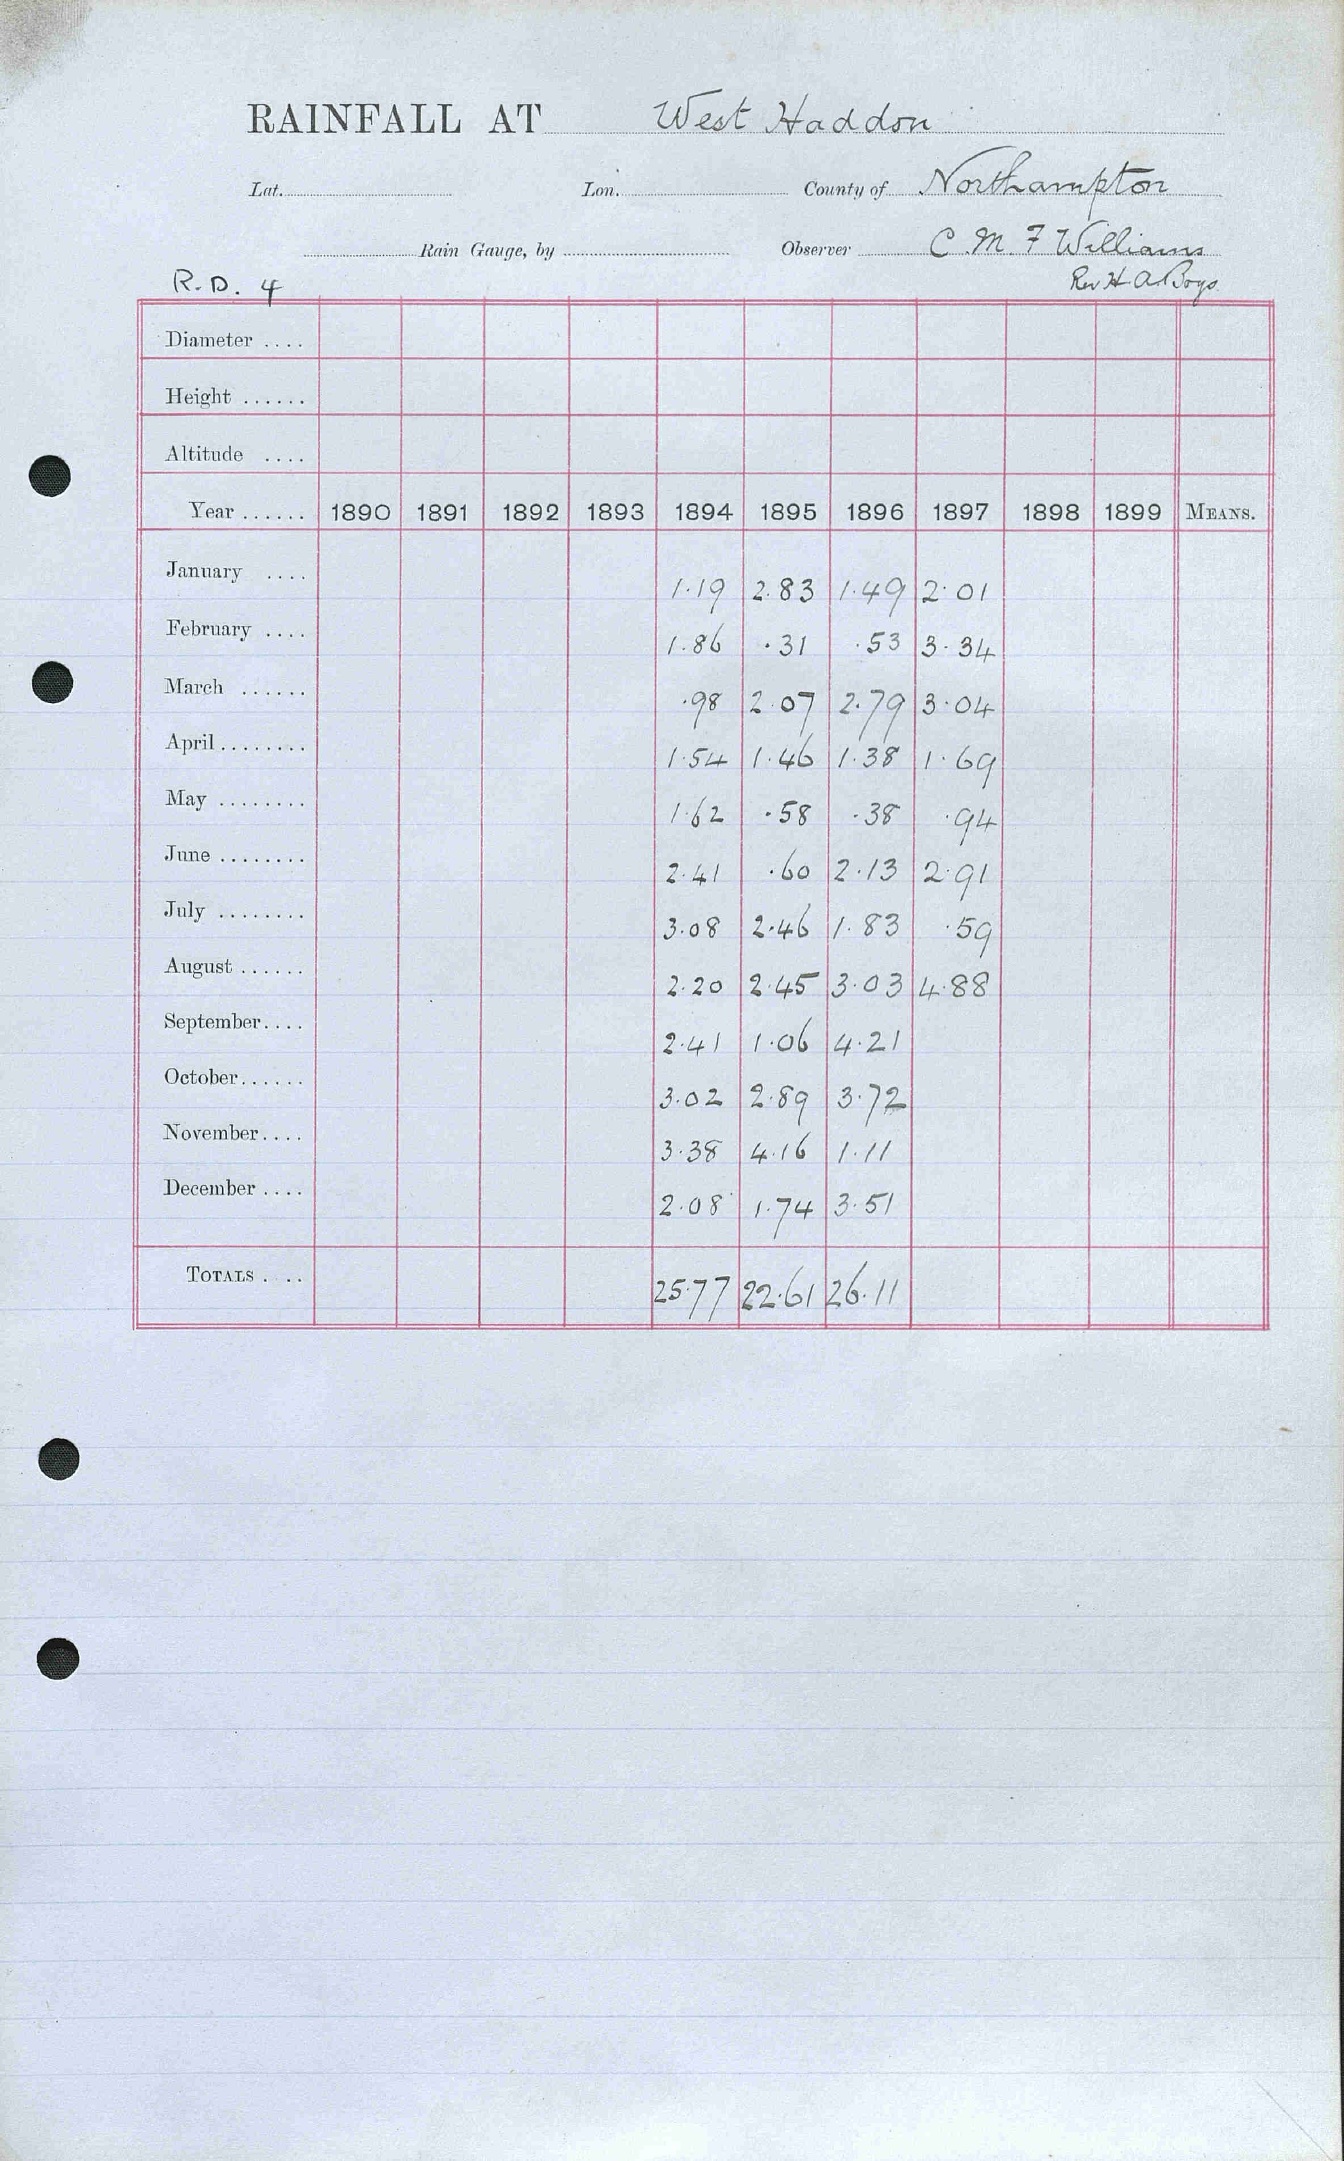 RAINFALL AT West Haddon
Lat. Lon. County of Northampton
Rain Gauge, by Observer C. M. F Williams
R.D. 4 Rev H. A. Boys
Diameter ....
Height ......
Altitude ....
Year ...... 1890 1891 1892 1893 1894 1895 1896 1897 1898 1899 MEANS.
January .... 1.19 2.83 1.49 2.01
February .... 1.86 .31 .53 3.34
March ...... .98 2.07 2.79 3.04
April ........ 1.54 1.46 1.38 1.69
May ........ 1.62 .58 .38 .94
June ........ 2.41 .60 2.13 2.91
July ........ 3.08 2.46 1.83 .59
August ...... 2.20 2.45 3.03 4.88
September.... 2.41 1.06 4.21
October...... 3.02 2.89 3.72
November.... 3.38 4.16 1.11
December .... 2.08 1.74 3.51
TOTALS . .. 25.77 22.61 26.11